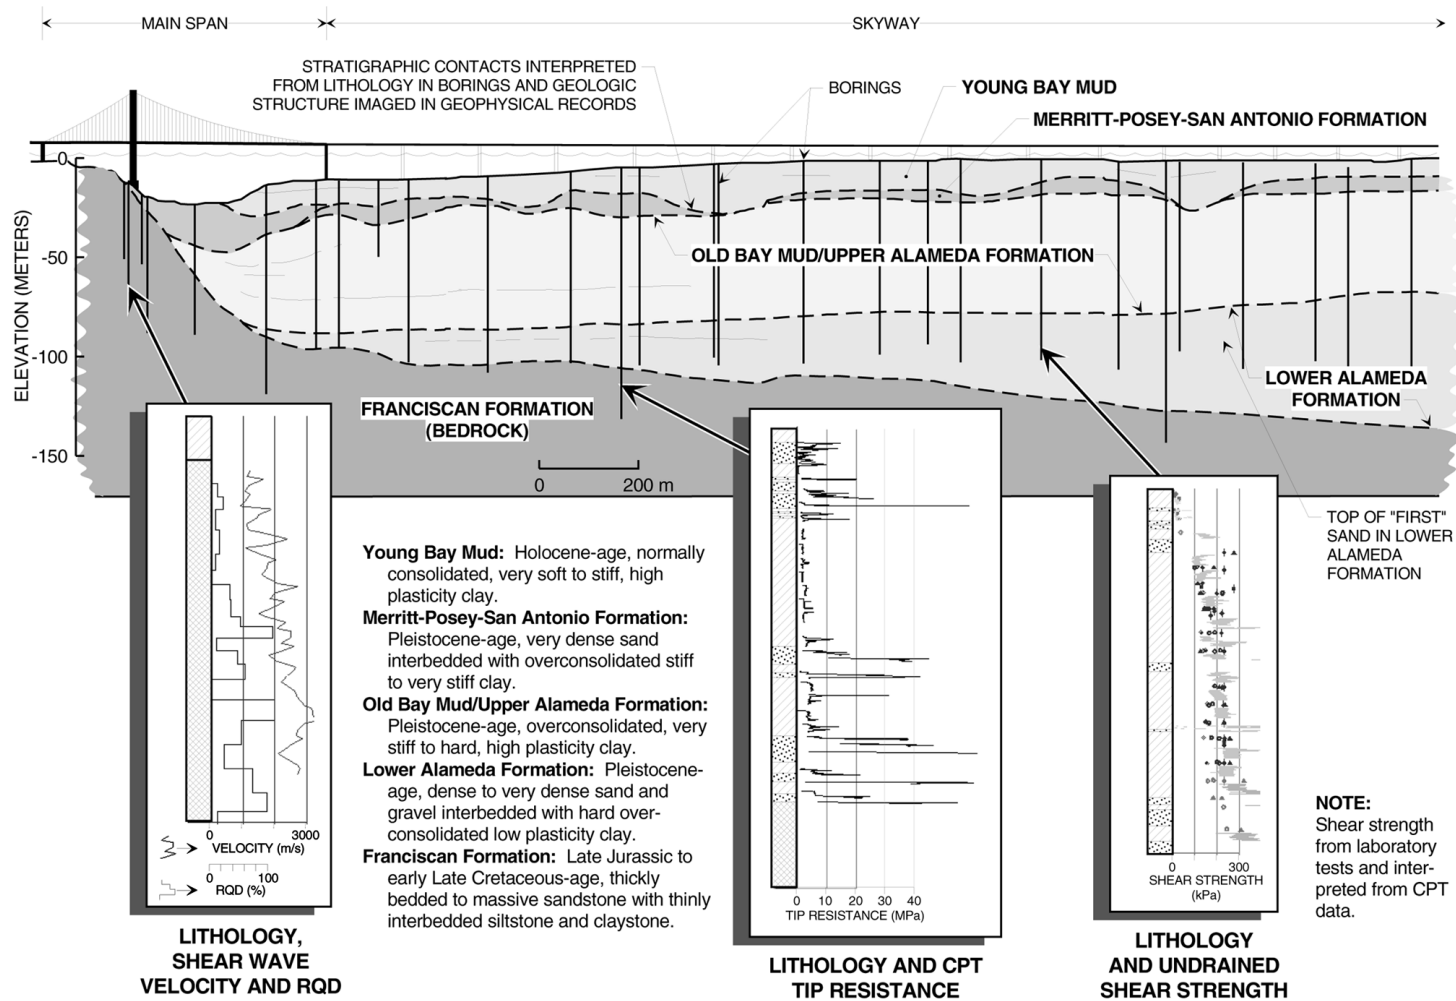 MAIN SPAN
SKYWAY
STRATIGRAPHIC CONTACTS INTERPRETED
FROM LITHOLOGY IN BORINGS AND GEOLOGIC
STRUCTURE IMAGED IN GEOPHYSICAL RECORDS
BORINGS
YOUNG BAY MUD
MERRITT-POSEY-SAN ANTONIO FORMATION
ELEVATION (METERS)
0
-50
-100
-150
OLD BAY MUD/UPPER ALAMEDA FORMATION
LOWER ALAMEDA
FORMATION
FRANCISCAN FORMATION
(BEDROCK)
0 200 m
TOP OF "FIRST"
SAND IN LOWER
ALAMEDA
FORMATION
Young Bay Mud: Holocene-age, normally
consolidated, very soft to stiff, high
plasticity clay.
Merritt-Posey-San Antonio Formation:
Pleistocene-age, very dense sand
interbedded with overconsolidated stiff
to very stiff clay.
Old Bay Mud/Upper Alameda Formation:
Pleistocene-age, overconsolidated, very
stiff to hard, high plasticity clay.
Lower Alameda Formation: Pleistocene-
age, dense to very dense sand and
gravel interbedded with hard over-
consolidated low plasticity clay.
Franciscan Formation: Late Jurassic to
early Late Cretaceous-age, thickly
bedded to massive sandstone with thinly
interbedded siltstone and claystone.
0 3000
VELOCITY (m/s)
0 100
RQD (%)
LITHOLOGY,
SHEAR WAVE
VELOCITY AND RQD
0 10 20 30 40
TIP RESISTANCE (MPa)
LITHOLOGY AND CPT
TIP RESISTANCE
0 300
SHEAR STRENGTH
(kPa)
LITHOLOGY
AND UNDRAINED
SHEAR STRENGTH
NOTE:
Shear strength
from laboratory
tests and inter-
preted from CPT
data.